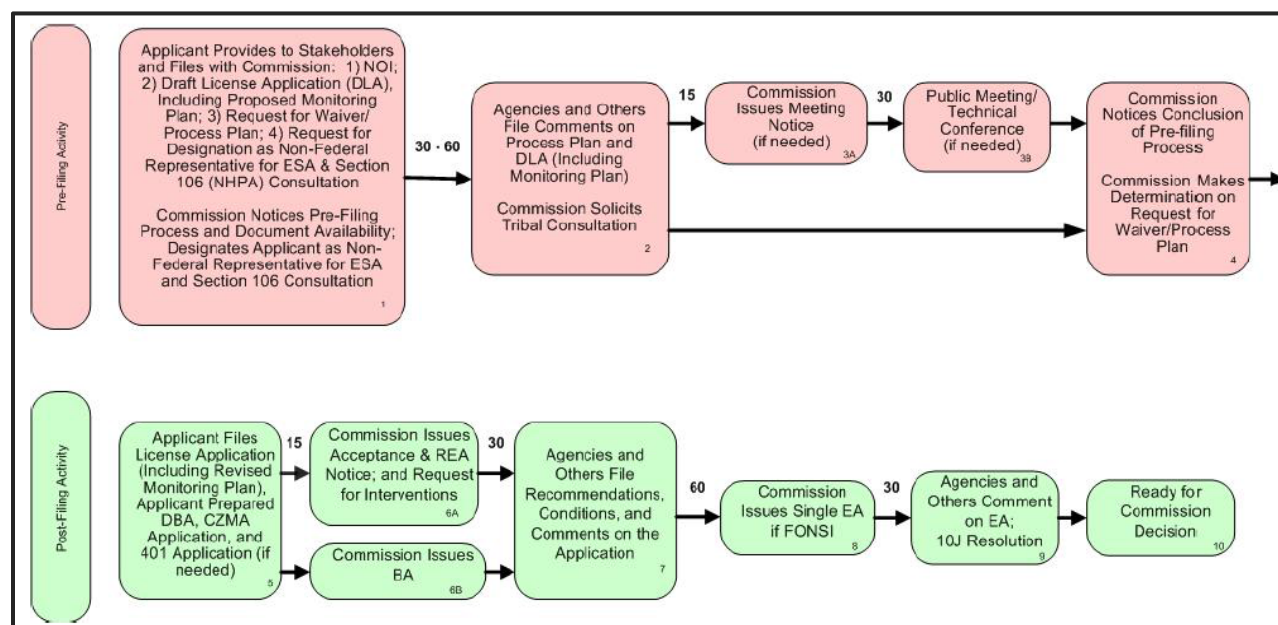 Pre-Filing Activity
Applicant Provides to Stakeholders
and Files with Commission: 1) NOI;
2) Draft License Application (DLA),
Including Proposed Monitoring
Plan; 3) Request for Waiver/
Process Plan; 4) Request for
Designation as Non-Federal
Representative for ESA & Section
106 (NHPA) Consultation
Commission Notices Pre-Filing
Process and Document Availability;
Designates Applicant as Non-
Federal Representative for ESA
and Section 106 Consultation
1
30 - 60
Agencies and Others
File Comments on
Process Plan and
DLA (Including
Monitoring Plan)
Commission Solicits
Tribal Consultation
2
15
Commission
Issues Meeting
Notice
(if needed)
3A
30
Public Meeting/
Technical
Conference
(if needed)
3B
Commission
Notices Conclusion
of Pre-filing
Process
Commission Makes
Determination on
Request for
Waiver/Process
Plan
4
Post-Filing Activity
Applicant Files
License Application
(Including Revised
Monitoring Plan),
Applicant Prepared
DBA, CZMA
Application, and
401 Application (if
needed)
5
15
Commission Issues
Acceptance & REA
Notice; and Request
for Interventions
6A
Commission Issues
BA
6B
30
Agencies and
Others File
Recommendations,
Conditions, and
Comments on the
Application
7
60
Commission
Issues Single EA
if FONSI
8
30
Agencies and
Others Comment
on EA;
10J Resolution
9
Ready for
Commission
Decision
10